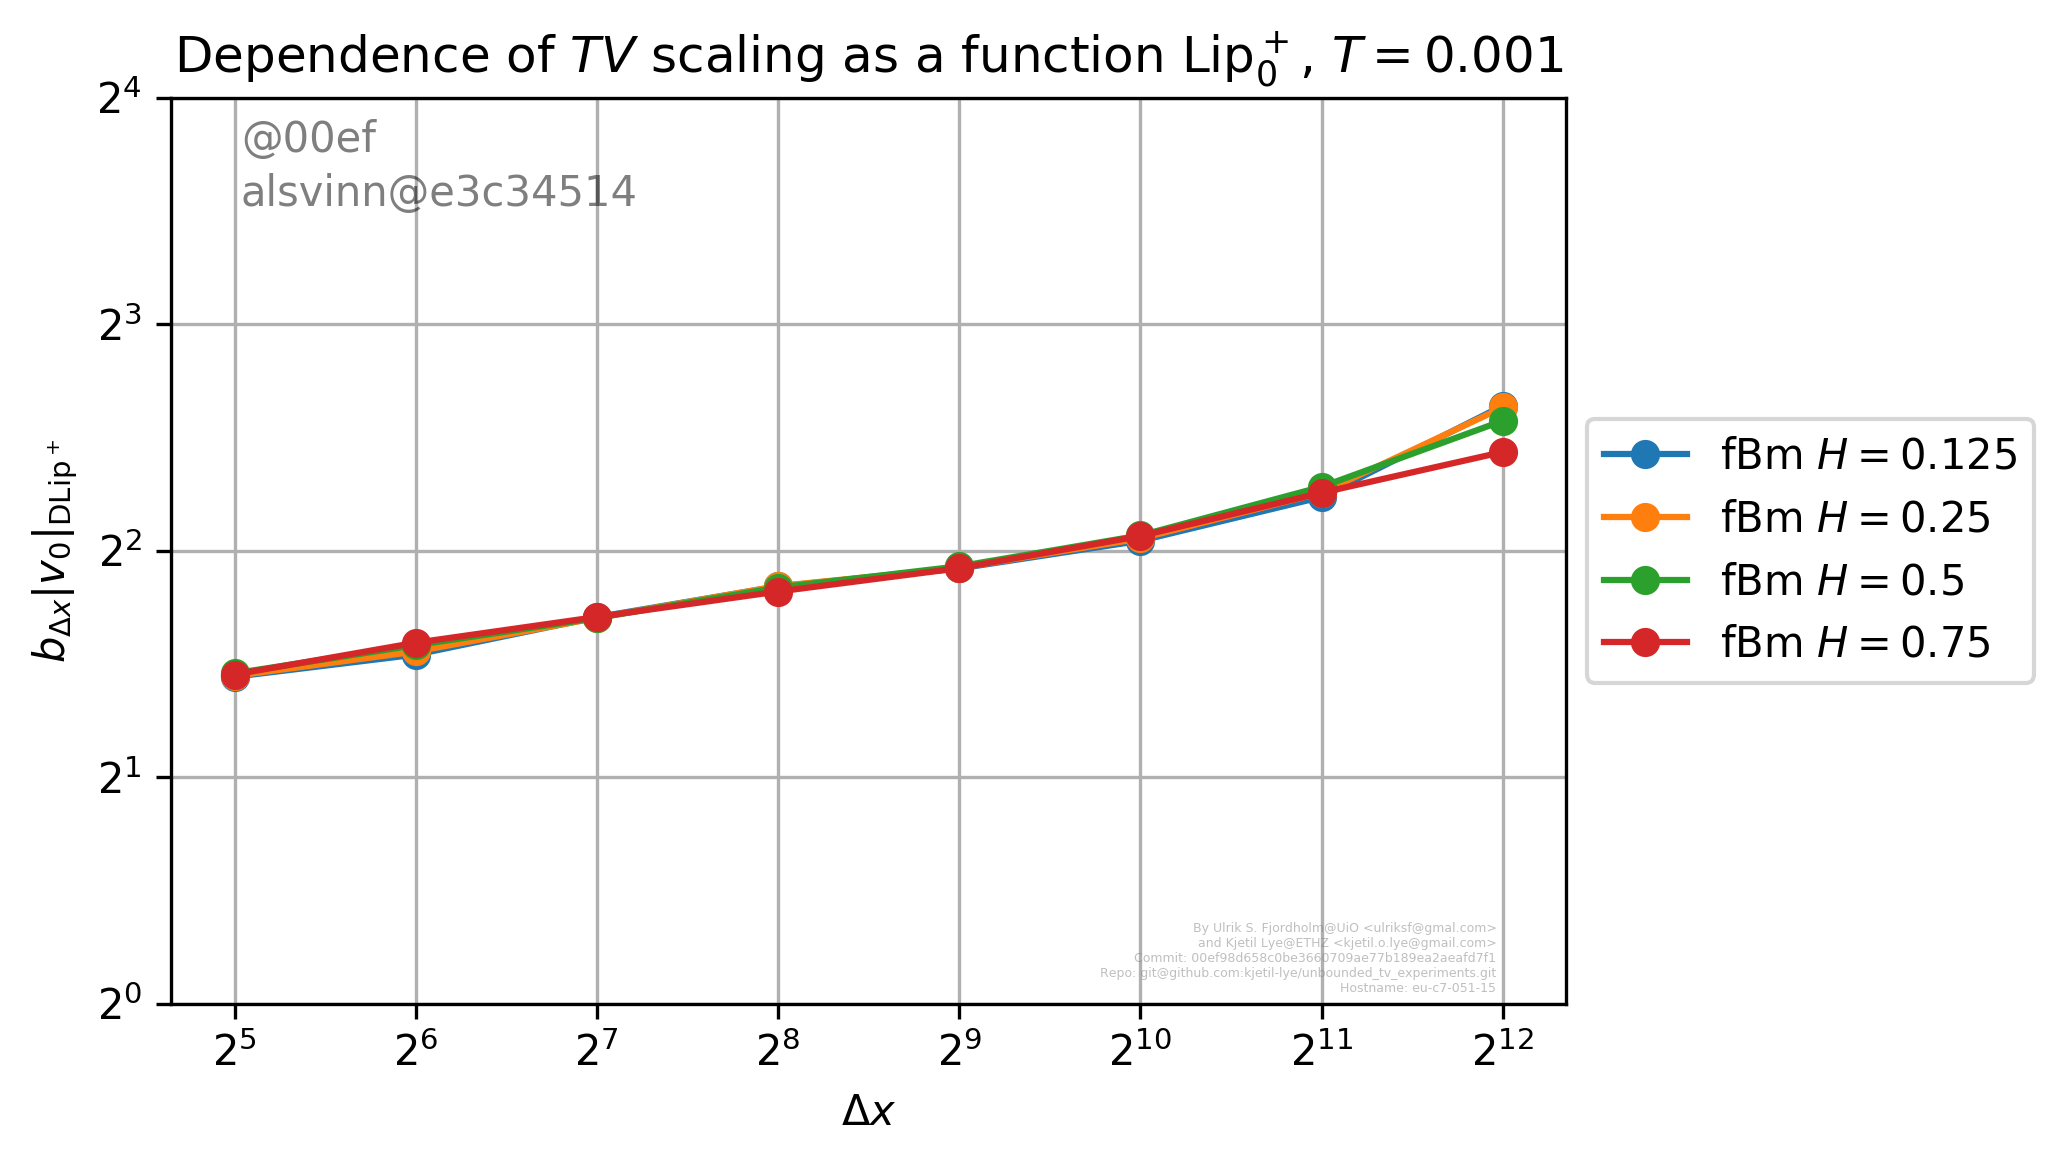 Dependence of TV scaling as a function Lip₀⁺, T = 0.001
2⁴
2³
2²
2¹
2⁰
b_Δx|v₀|_DLip⁺
@00ef
alsvinn@e3c34514
fBm H = 0.125
fBm H = 0.25
fBm H = 0.5
fBm H = 0.75
By Ulrik S. Fjordholm@UiO <ulriksf@gmal.com>
and Kjetil Lye@ETHZ <kjetil.o.lye@gmail.com>
Commit: 00ef98d658c0be3660709ae77b189ea2aeafd7f1
Repo: git@github.com:kjetil-lye/unbounded_tv_experiments.git
Hostname: eu-c7-051-15
2⁵ 2⁶ 2⁷ 2⁸ 2⁹ 2¹⁰ 2¹¹ 2¹²
Δx